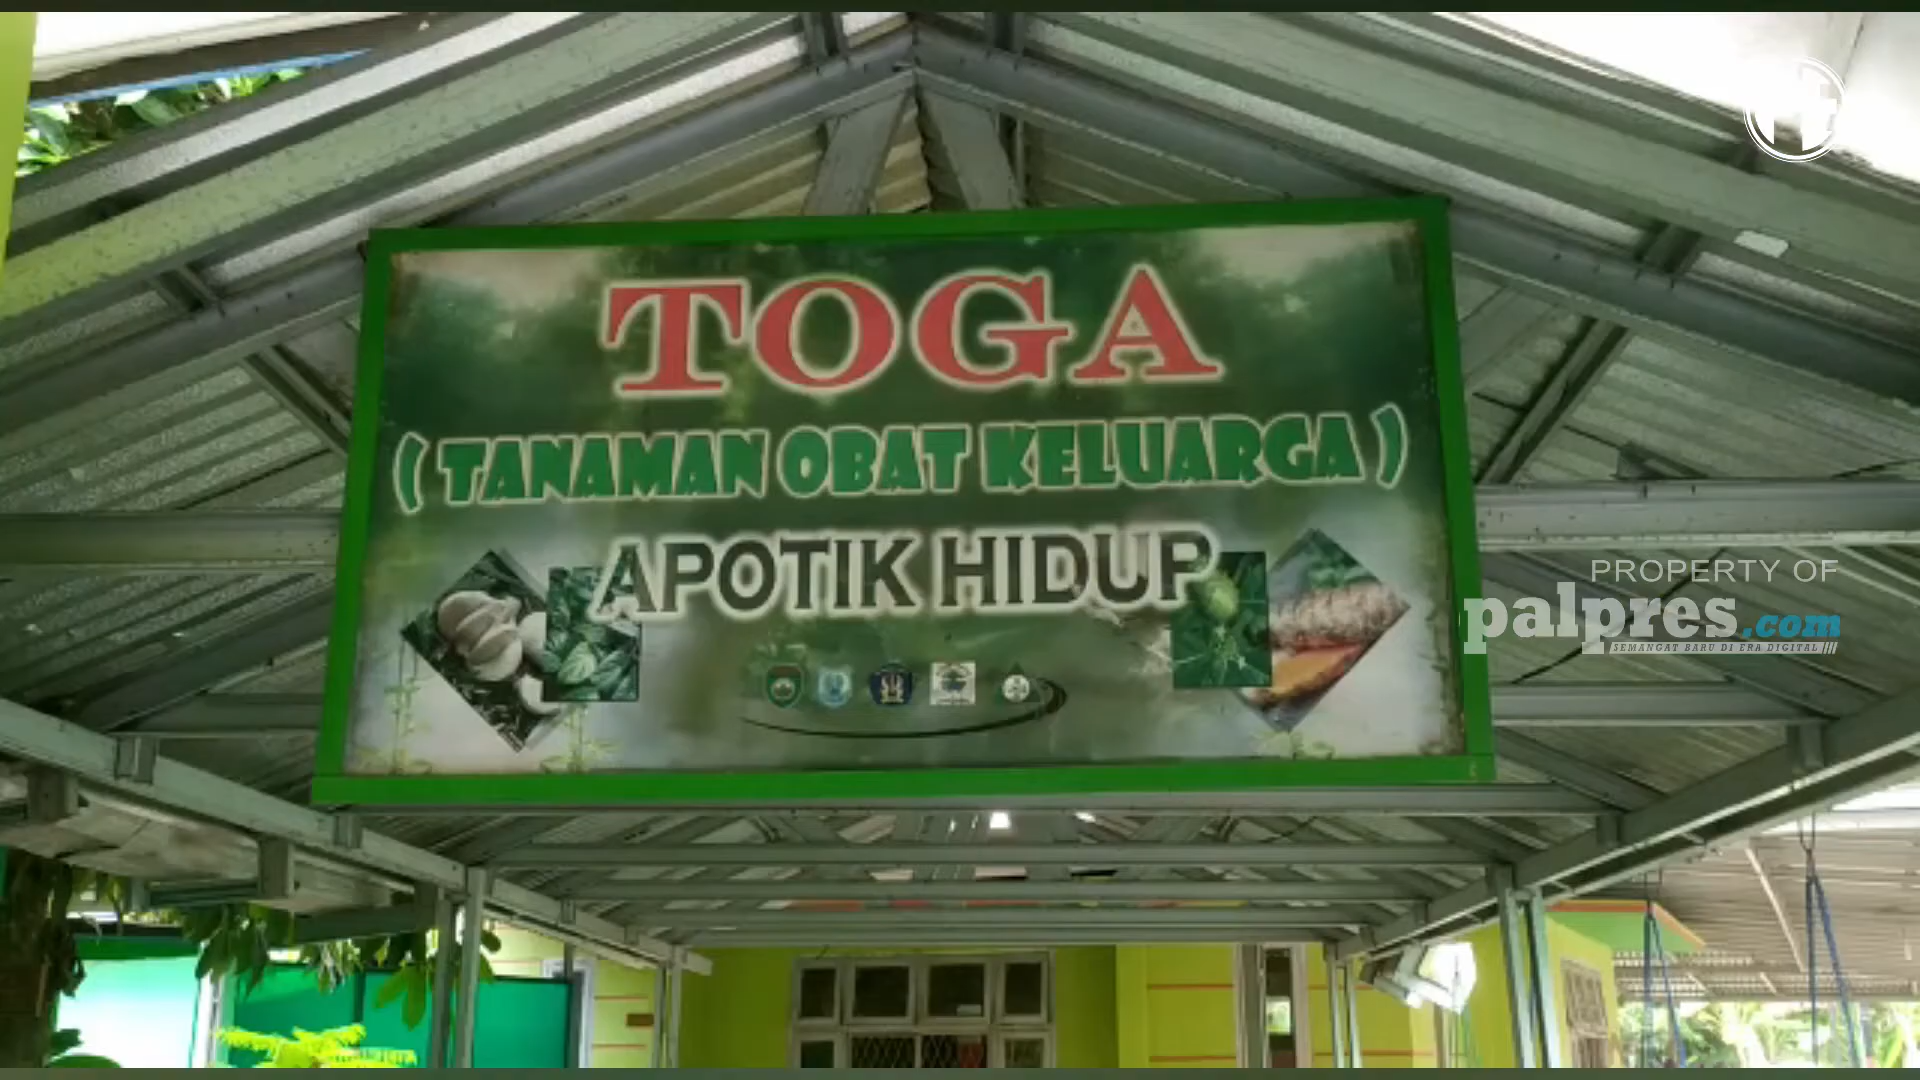 TOGA
( TANAMAN OBAT KELUARGA )
APOTIK HIDUP
PROPERTY OF
palpres.com
SEMANGAT BARU DI ERA DIGITAL